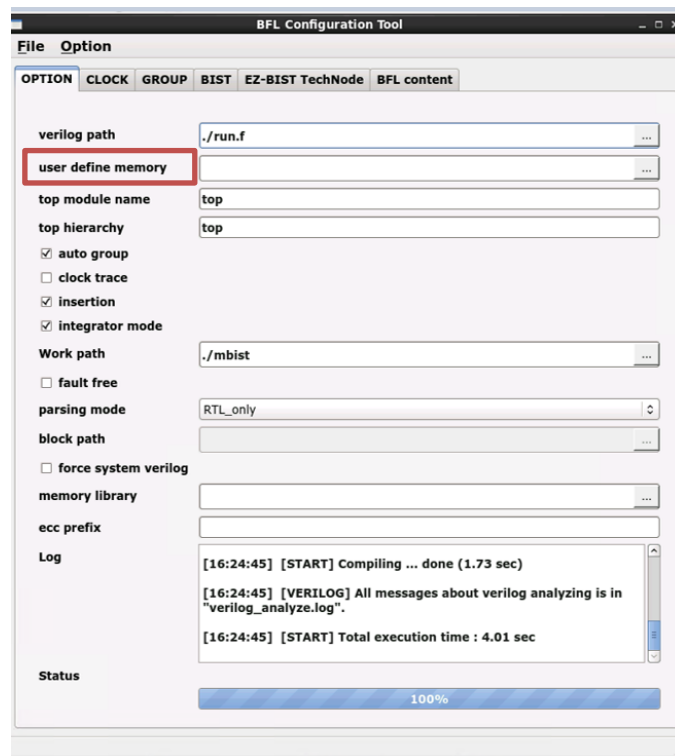 BFL Configuration Tool
File Option
OPTION CLOCK GROUP BIST EZ-BIST TechNode BFL content
verilog path ./run.f ...
user define memory ...
top module name top
top hierarchy top
auto group
clock trace
insertion
integrator mode
Work path ./mbist ...
fault free
parsing mode RTL_only
block path ...
force system verilog
memory library ...
ecc prefix
Log
[16:24:45] [START] Compiling ... done (1.73 sec)
[16:24:45] [VERILOG] All messages about verilog analyzing is in
"verilog_analyze.log".
[16:24:45] [START] Total execution time : 4.01 sec
Status
100%